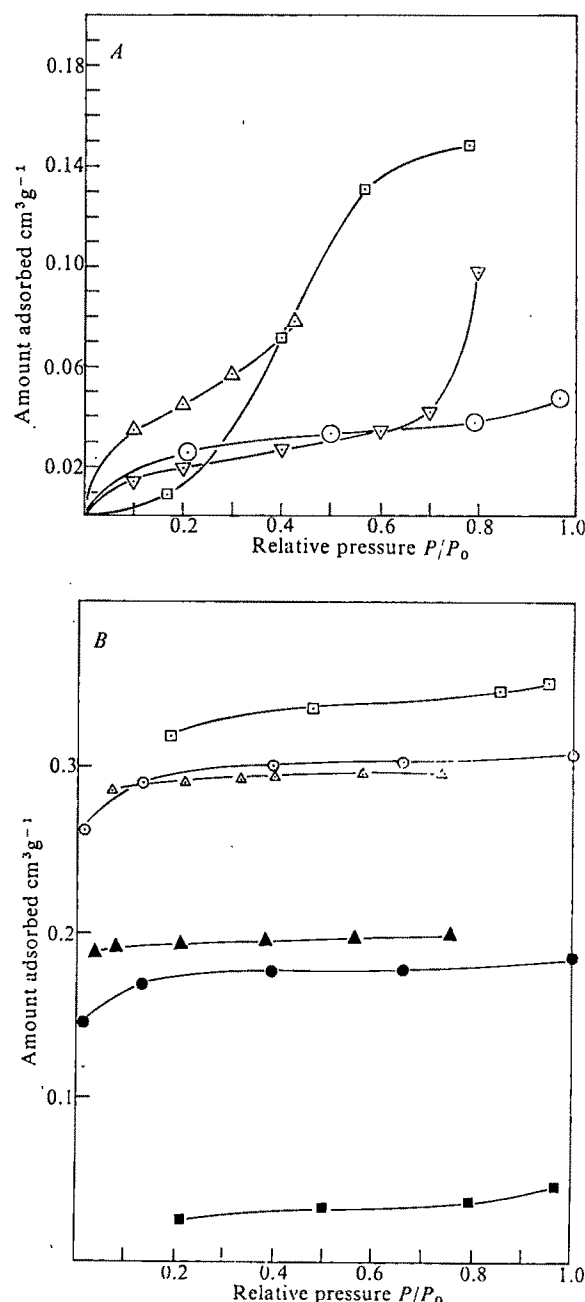 A
0.18
0.14
0.10
0.06
0.02
Amount adsorbed cm³g⁻¹
0.2 0.4 0.6 0.8 1.0
Relative pressure P/P₀
B
0.3
0.2
0.1
Amount adsorbed cm³g⁻¹
0.2 0.4 0.6 0.8 1.0
Relative pressure P/P₀